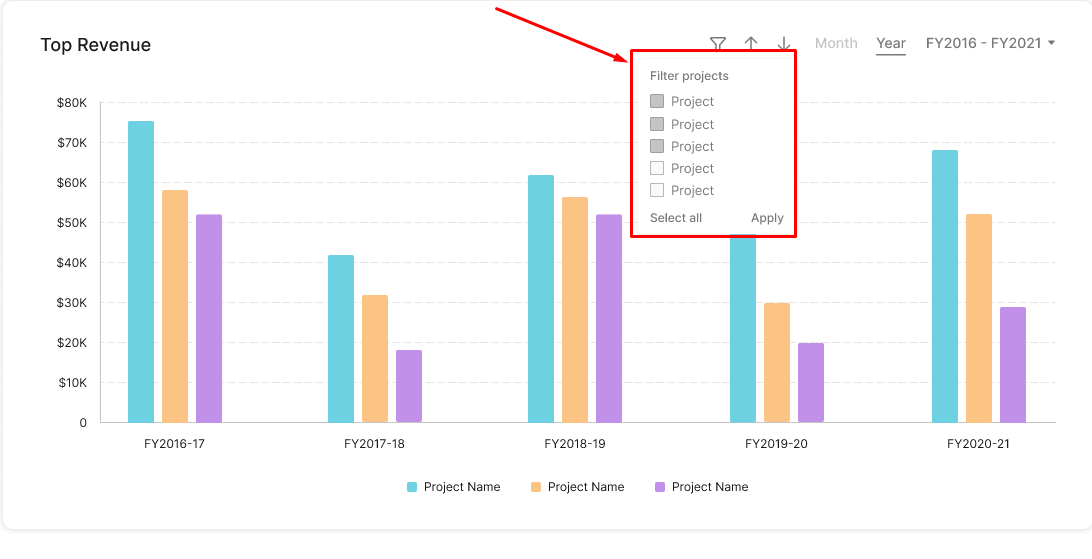 Top Revenue
Month Year FY2016 - FY2021
Filter projects
Project
Project
Project
Project
Project
Select all Apply
$80K
$70K
$60K
$50K
$40K
$30K
$20K
$10K
0
FY2016-17 FY2017-18 FY2018-19 FY2019-20 FY2020-21
Project Name Project Name Project Name